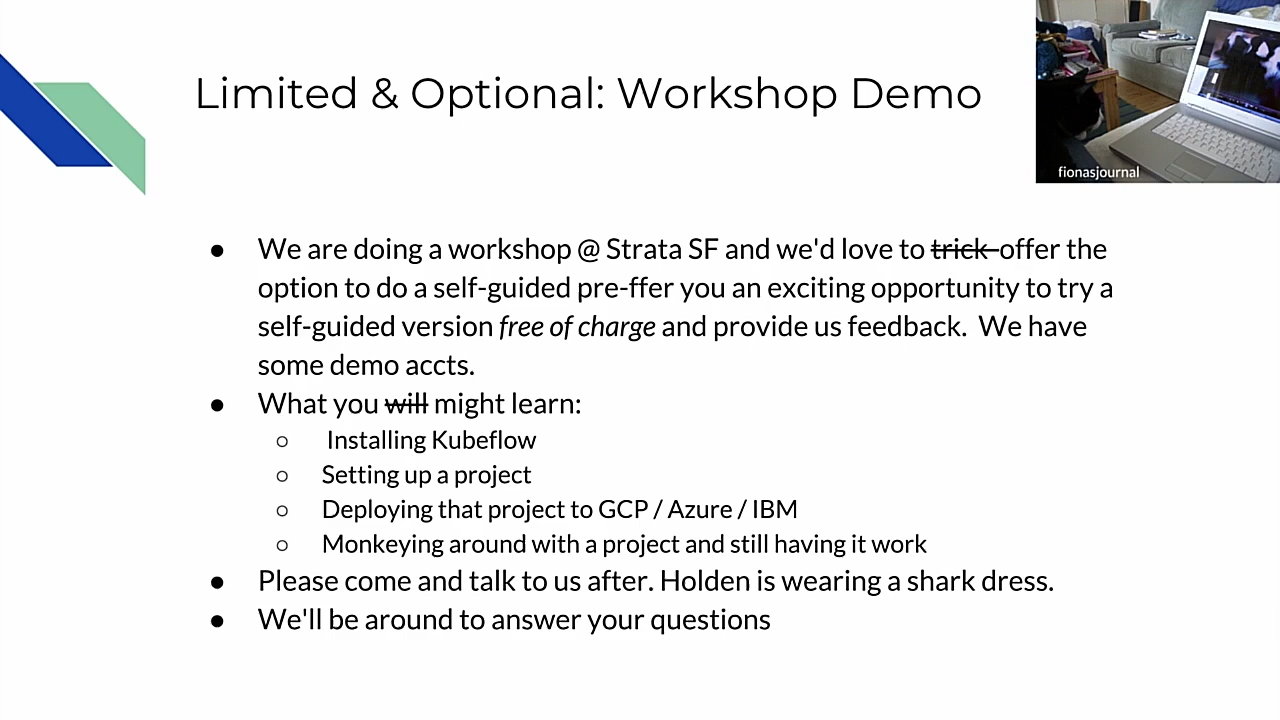 Limited & Optional: Workshop Demo
fionasjournal
● We are doing a workshop @ Strata SF and we'd love to trick offer the
option to do a self-guided pre-ffer you an exciting opportunity to try a
self-guided version free of charge and provide us feedback. We have
some demo accts.
● What you will might learn:
○ Installing Kubeflow
○ Setting up a project
○ Deploying that project to GCP / Azure / IBM
○ Monkeying around with a project and still having it work
● Please come and talk to us after. Holden is wearing a shark dress.
● We'll be around to answer your questions